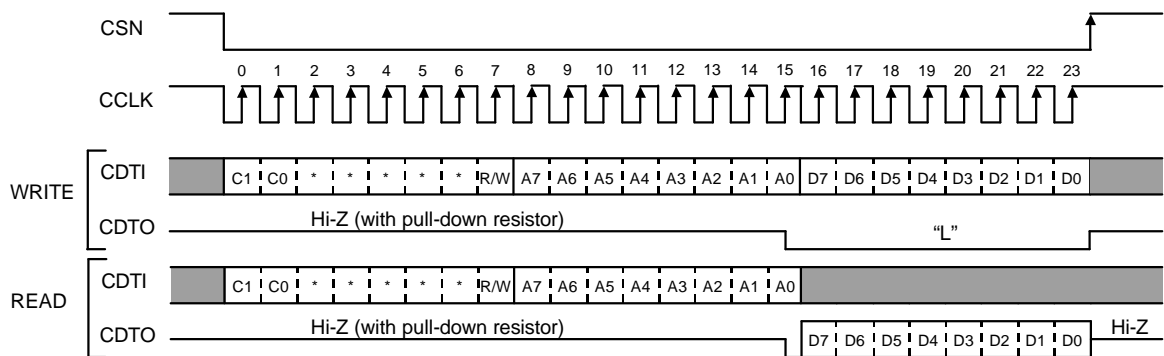 CSN
0 1 2 3 4 5 6 7 8 9 10 11 12 13 14 15 16 17 18 19 20 21 22 23
CCLK
WRITE
CDTI C1 C0 * * * * * R/W A7 A6 A5 A4 A3 A2 A1 A0 D7 D6 D5 D4 D3 D2 D1 D0
CDTO Hi-Z (with pull-down resistor) “L”
READ
CDTI C1 C0 * * * * * R/W A7 A6 A5 A4 A3 A2 A1 A0
CDTO Hi-Z (with pull-down resistor) D7 D6 D5 D4 D3 D2 D1 D0 Hi-Z